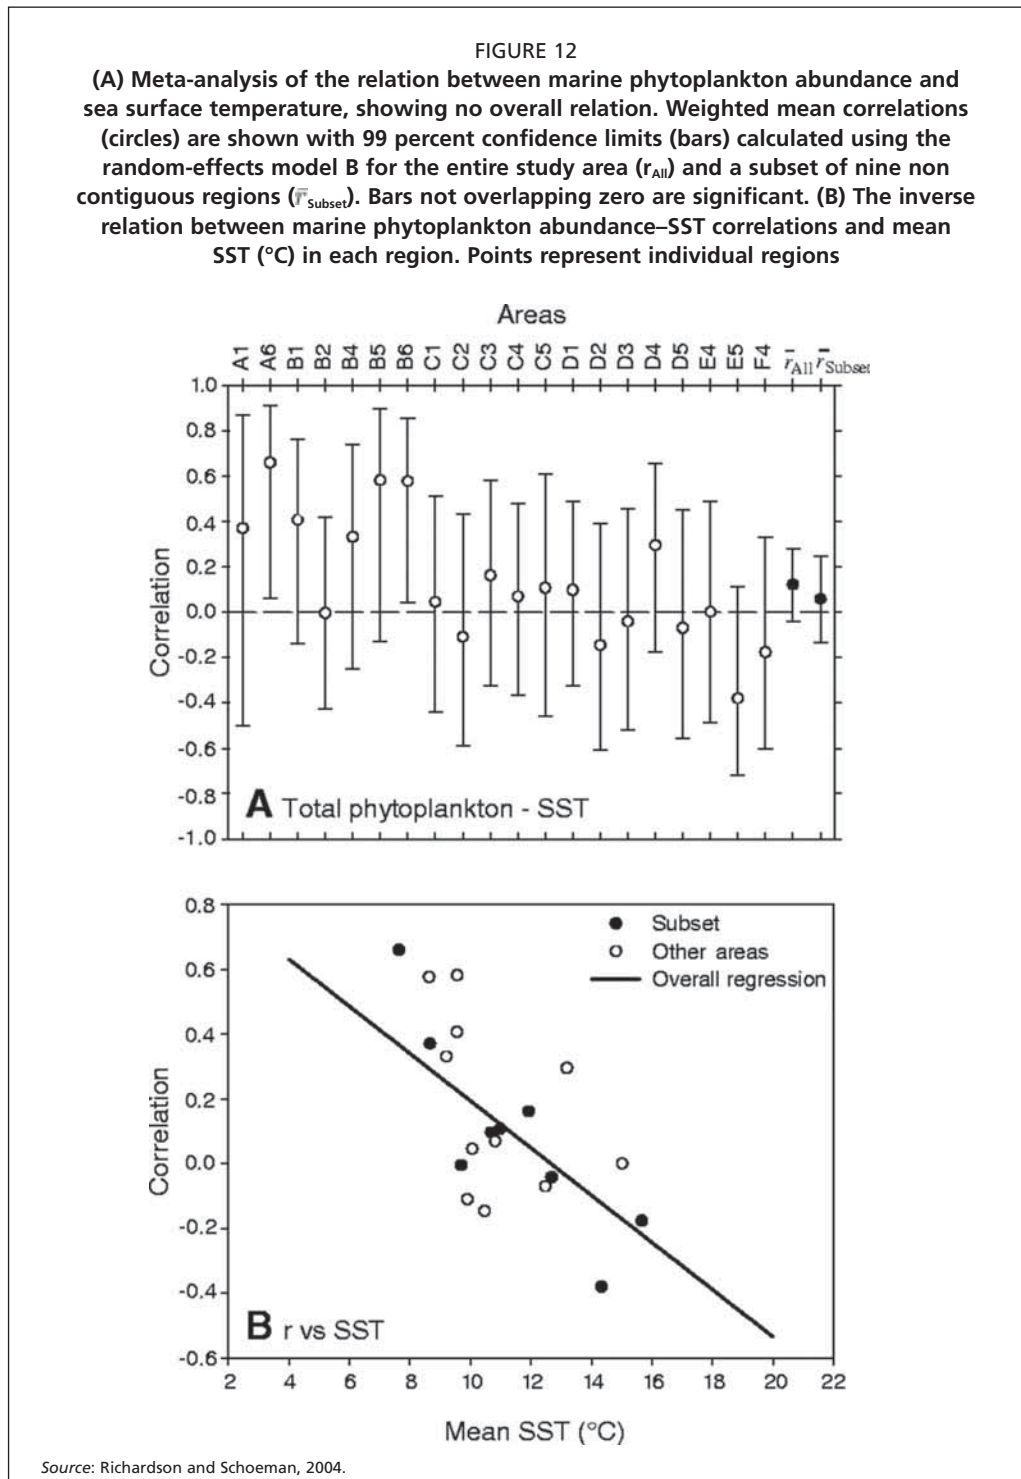 FIGURE 12
(A) Meta-analysis of the relation between marine phytoplankton abundance and
sea surface temperature, showing no overall relation. Weighted mean correlations
(circles) are shown with 99 percent confidence limits (bars) calculated using the
random-effects model B for the entire study area (r_All) and a subset of nine non
contiguous regions (r̅_Subset). Bars not overlapping zero are significant. (B) The inverse
relation between marine phytoplankton abundance–SST correlations and mean
SST (°C) in each region. Points represent individual regions
Areas
A1 A6 B1 B2 B4 B5 B6 C1 C2 C3 C4 C5 D1 D2 D3 D4 D5 E4 E5 F4 r̅_All r̅_Subset
1.0
0.8
0.6
0.4
0.2
0.0
-0.2
-0.4
-0.6
-0.8
-1.0
Correlation
A Total phytoplankton - SST
0.8
0.6
0.4
0.2
0.0
-0.2
-0.4
-0.6
Correlation
Subset
Other areas
Overall regression
B r vs SST
2 4 6 8 10 12 14 16 18 20 22
Mean SST (°C)
Source: Richardson and Schoeman, 2004.